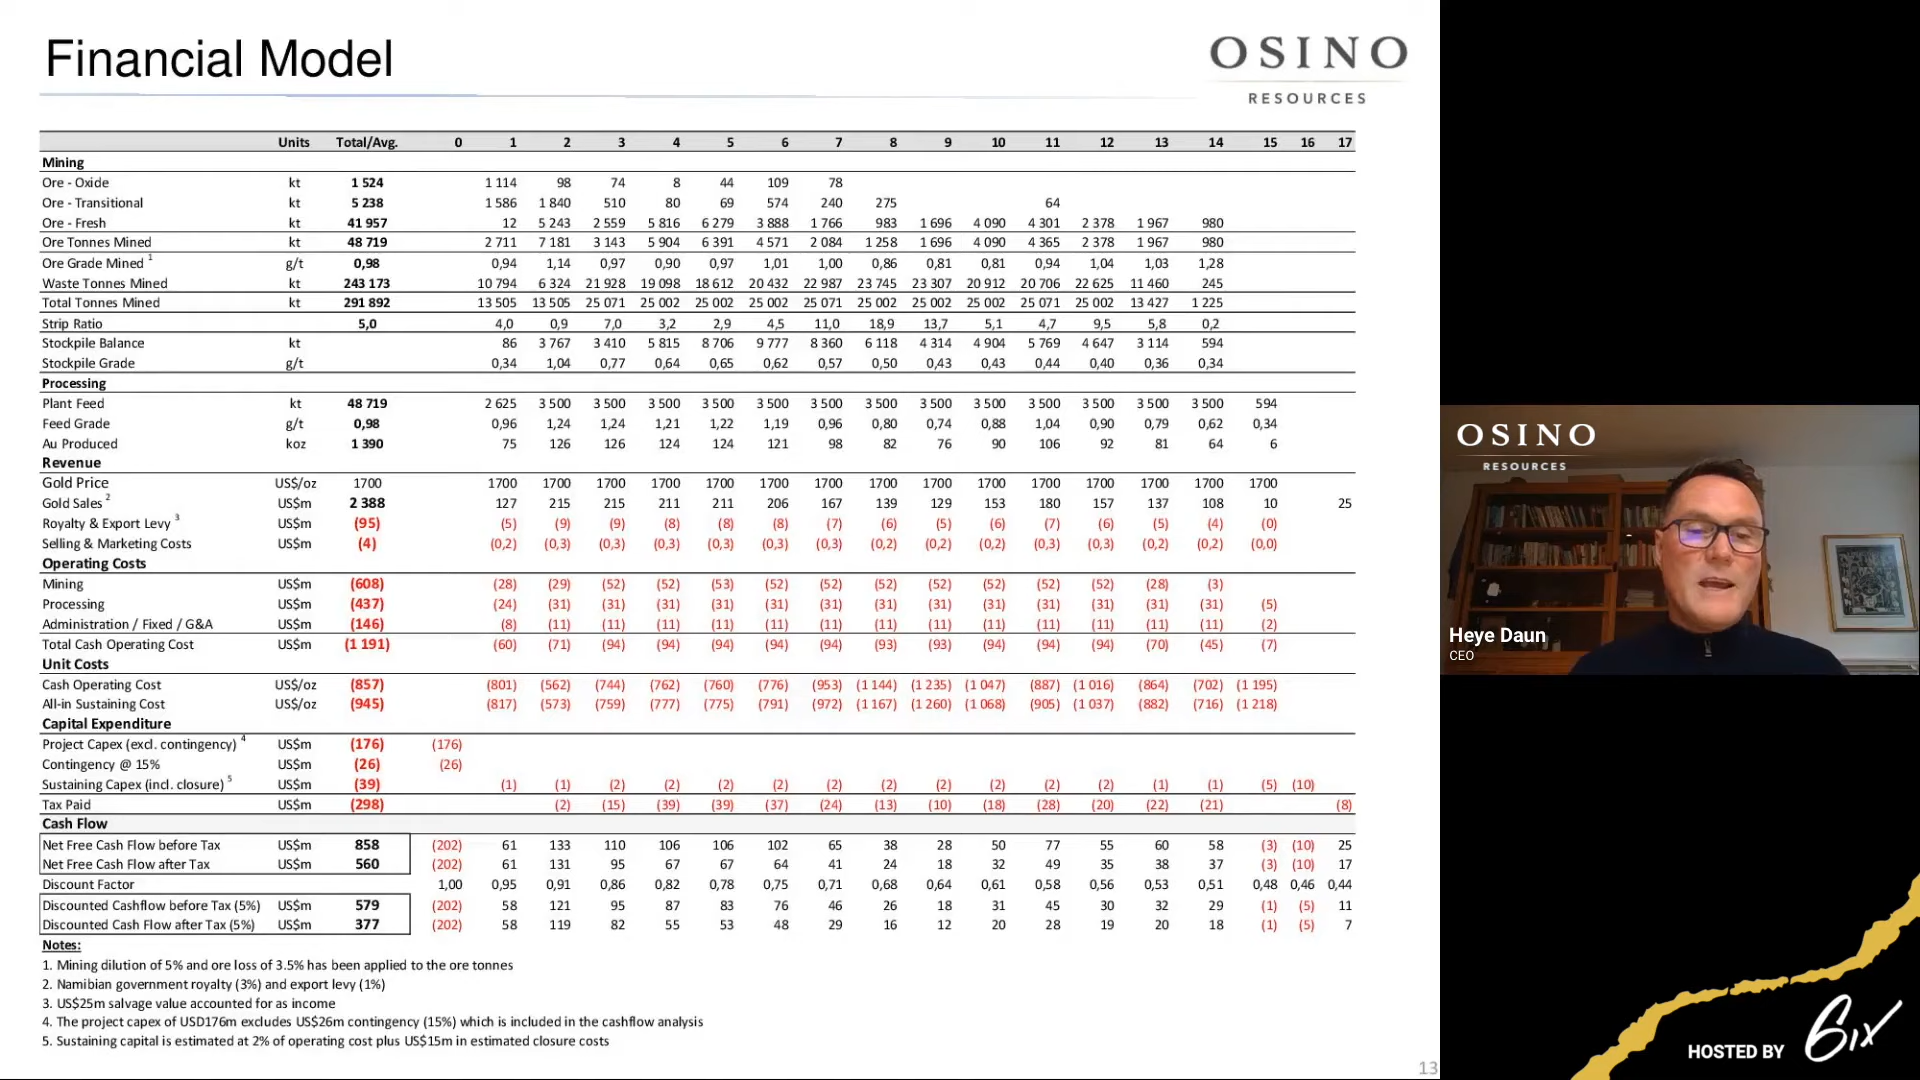 Financial Model
OSINO
RESOURCES
Units Total/Avg. 0 1 2 3 4 5 6 7 8 9 10 11 12 13 14 15 16 17
Mining
Ore - Oxide kt 1 524 1 114 98 74 8 44 109 78
Ore - Transitional kt 5 238 1 586 1 840 510 80 69 574 240 275 64
Ore - Fresh kt 41 957 12 5 243 2 559 5 816 6 279 3 888 1 766 983 1 696 4 090 4 301 2 378 1 967 980
Ore Tonnes Mined kt 48 719 2 711 7 181 3 143 5 904 6 391 4 571 2 084 1 258 1 696 4 090 4 365 2 378 1 967 980
Ore Grade Mined 1 g/t 0,98 0,94 1,14 0,97 0,90 0,97 1,01 1,00 0,86 0,81 0,81 0,94 1,04 1,03 1,28
Waste Tonnes Mined kt 243 173 10 794 6 324 21 928 19 098 18 612 20 432 22 987 23 745 23 307 20 912 20 706 22 625 11 460 245
Total Tonnes Mined kt 291 892 13 505 13 505 25 071 25 002 25 002 25 002 25 071 25 002 25 002 25 002 25 071 25 002 13 427 1 225
Strip Ratio 5,0 4,0 0,9 7,0 3,2 2,9 4,5 11,0 18,9 13,7 5,1 4,7 9,5 5,8 0,2
Stockpile Balance kt 86 3 767 3 410 5 815 8 706 9 777 8 360 6 118 4 314 4 904 5 769 4 647 3 114 594
Stockpile Grade g/t 0,34 1,04 0,77 0,64 0,65 0,62 0,57 0,50 0,43 0,43 0,44 0,40 0,36 0,34
Processing
Plant Feed kt 48 719 2 625 3 500 3 500 3 500 3 500 3 500 3 500 3 500 3 500 3 500 3 500 3 500 3 500 3 500 594
Feed Grade g/t 0,98 0,96 1,24 1,24 1,21 1,22 1,19 0,96 0,80 0,74 0,88 1,04 0,90 0,79 0,62 0,34
Au Produced koz 1 390 75 126 126 124 124 121 98 82 76 90 106 92 81 64 6
Revenue
Gold Price US$/oz 1700 1700 1700 1700 1700 1700 1700 1700 1700 1700 1700 1700 1700 1700 1700 1700
Gold Sales 2 US$m 2 388 127 215 215 211 211 206 167 139 129 153 180 157 137 108 10 25
Royalty & Export Levy 3 US$m (95) (5) (9) (9) (8) (8) (8) (7) (6) (5) (6) (7) (6) (5) (4) (0)
Selling & Marketing Costs US$m (4) (0,2) (0,3) (0,3) (0,3) (0,3) (0,3) (0,3) (0,2) (0,2) (0,2) (0,3) (0,3) (0,2) (0,2) (0,0)
Operating Costs
Mining US$m (608) (28) (29) (52) (52) (53) (52) (52) (52) (52) (52) (52) (52) (28) (3)
Processing US$m (437) (24) (31) (31) (31) (31) (31) (31) (31) (31) (31) (31) (31) (31) (31) (5)
Administration / Fixed / G&A US$m (146) (8) (11) (11) (11) (11) (11) (11) (11) (11) (11) (11) (11) (11) (11) (2)
Total Cash Operating Cost US$m (1 191) (60) (71) (94) (94) (94) (94) (94) (93) (93) (94) (94) (94) (70) (45) (7)
Unit Costs
Cash Operating Cost US$/oz (857) (801) (562) (744) (762) (760) (776) (953) (1 144) (1 235) (1 047) (887) (1 016) (864) (702) (1 195)
All-in Sustaining Cost US$/oz (945) (817) (573) (759) (777) (775) (791) (972) (1 167) (1 260) (1 068) (905) (1 037) (882) (716) (1 218)
Capital Expenditure
Project Capex (excl. contingency) 4 US$m (176) (176)
Contingency @ 15% US$m (26) (26)
Sustaining Capex (incl. closure) 5 US$m (39) (1) (1) (2) (2) (2) (2) (2) (2) (2) (2) (2) (2) (1) (1) (5) (10)
Tax Paid US$m (298) (2) (15) (39) (39) (37) (24) (13) (10) (18) (28) (20) (22) (21) (8)
Cash Flow
Net Free Cash Flow before Tax US$m 858 (202) 61 133 110 106 106 102 65 38 28 50 77 55 60 58 (3) (10) 25
Net Free Cash Flow after Tax US$m 560 (202) 61 131 95 67 67 64 41 24 18 32 49 35 38 37 (3) (10) 17
Discount Factor 1,00 0,95 0,91 0,86 0,82 0,78 0,75 0,71 0,68 0,64 0,61 0,58 0,56 0,53 0,51 0,48 0,46 0,44
Discounted Cashflow before Tax (5%) US$m 579 (202) 58 121 95 87 83 76 46 26 18 31 45 30 32 29 (1) (5) 11
Discounted Cash Flow after Tax (5%) US$m 377 (202) 58 119 82 55 53 48 29 16 12 20 28 19 20 18 (1) (5) 7
Notes:
1. Mining dilution of 5% and ore loss of 3.5% has been applied to the ore tonnes
2. Namibian government royalty (3%) and export levy (1%)
3. US$25m salvage value accounted for as income
4. The project capex of USD176m excludes US$26m contingency (15%) which is included in the cashflow analysis
5. Sustaining capital is estimated at 2% of operating cost plus US$15m in estimated closure costs
13
OSINO
RESOURCES
Heye Daun
CEO
HOSTED BY 6ix